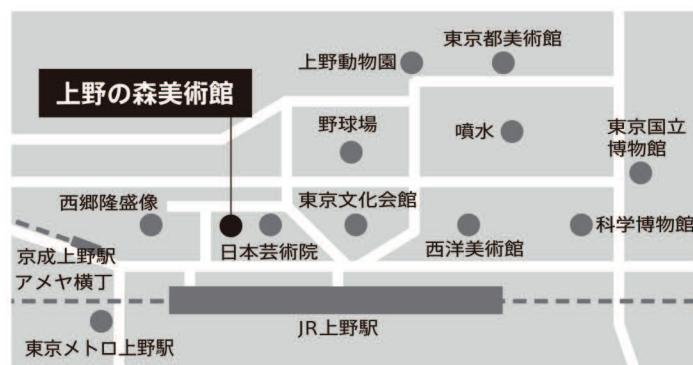 東京都美術館
上野動物園
上野の森美術館
野球場
噴水
東京国立
博物館
西郷隆盛像
東京文化会館
日本芸術院
西洋美術館
科学博物館
京成上野駅
アメヤ横丁
JR上野駅
東京メトロ上野駅